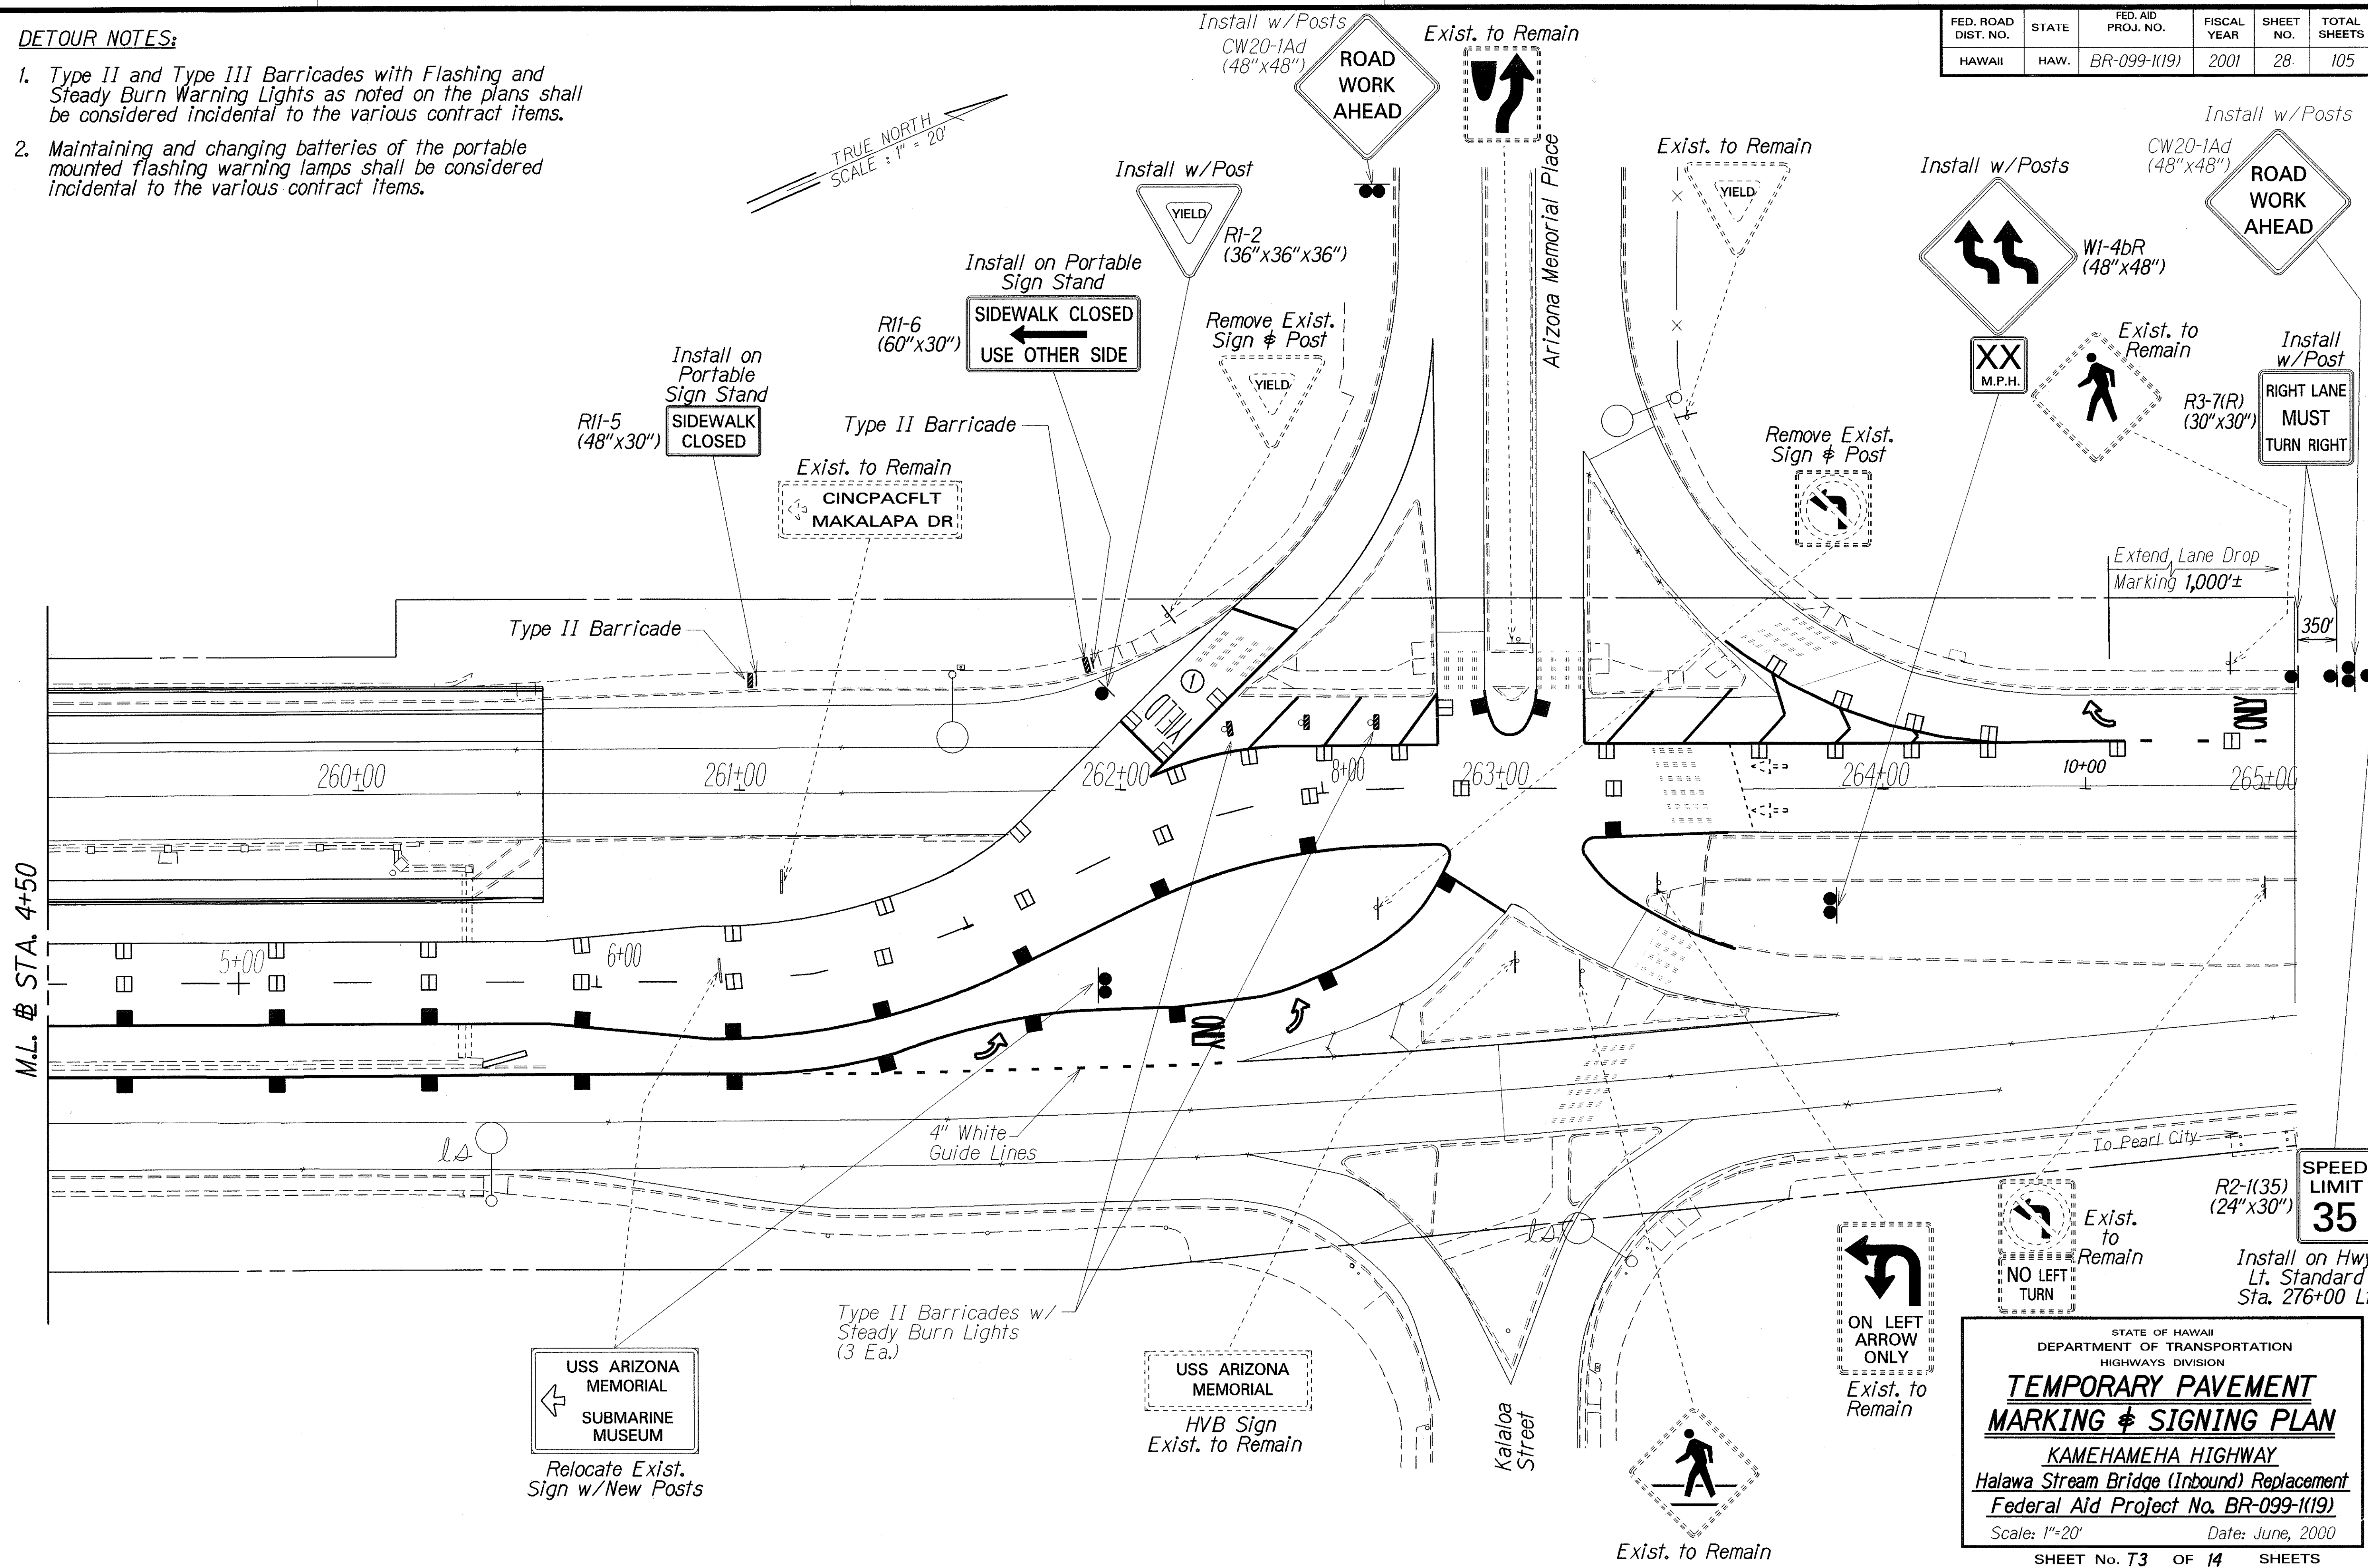 DETOUR NOTES:
1. Type II and Type III Barricades with Flashing and
Steady Burn Warning Lights as noted on the plans shall
be considered incidental to the various contract items.
2. Maintaining and changing batteries of the portable
mounted flashing warning lamps shall be considered
incidental to the various contract items.
TRUE NORTH
SCALE : 1" = 20'
FED. ROAD DIST. NO.
STATE
FED. AID PROJ. NO.
FISCAL YEAR
SHEET NO.
TOTAL SHEETS
HAWAII
HAW.
BR-099-1(19)
2001
28
105
Install w/Posts
CW20-1Ad
(48"x48")
ROAD
WORK
AHEAD
Exist. to Remain
Arizona Memorial Place
Exist. to Remain
YIELD
Install w/Posts
W1-4bR
(48"x48")
XX
M.P.H.
Install w/Posts
CW20-1Ad
(48"x48")
ROAD
WORK
AHEAD
Install w/Post
YIELD
R1-2
(36"x36"x36")
Install on Portable
Sign Stand
R11-6
(60"x30")
SIDEWALK CLOSED
USE OTHER SIDE
Remove Exist.
Sign & Post
YIELD
Install on
Portable
Sign Stand
R11-5
(48"x30")
SIDEWALK
CLOSED
Type II Barricade
Exist. to Remain
CINCPACFLT
MAKALAPA DR
Remove Exist.
Sign & Post
Exist. to
Remain
Install
w/Post
R3-7(R)
(30"x30")
RIGHT LANE
MUST
TURN RIGHT
Extend Lane Drop
Marking 1,000'±
350'
Type II Barricade
1
YIELD
ONLY
260+00
261+00
262+00
8+00
263+00
264+00
10+00
265+00
M.L. ⅊ STA. 4+50
5+00
6+00
ONLY
4" White
Guide Lines
ls
To Pearl City
ls
R2-1(35)
(24"x30")
SPEED
LIMIT
35
Install on Hwy
Lt. Standard
Sta. 276+00 Lt
Exist.
to
Remain
NO LEFT
TURN
ON LEFT
ARROW
ONLY
Exist. to
Remain
Type II Barricades w/
Steady Burn Lights
(3 Ea.)
USS ARIZONA
MEMORIAL
SUBMARINE
MUSEUM
Relocate Exist.
Sign w/New Posts
USS ARIZONA
MEMORIAL
HVB Sign
Exist. to Remain
Kalaloa
Street
Exist. to Remain
STATE OF HAWAII
DEPARTMENT OF TRANSPORTATION
HIGHWAYS DIVISION
TEMPORARY PAVEMENT
MARKING & SIGNING PLAN
KAMEHAMEHA HIGHWAY
Halawa Stream Bridge (Inbound) Replacement
Federal Aid Project No. BR-099-1(19)
Scale: 1"=20'
Date: June, 2000
SHEET No. T3 OF 14 SHEETS